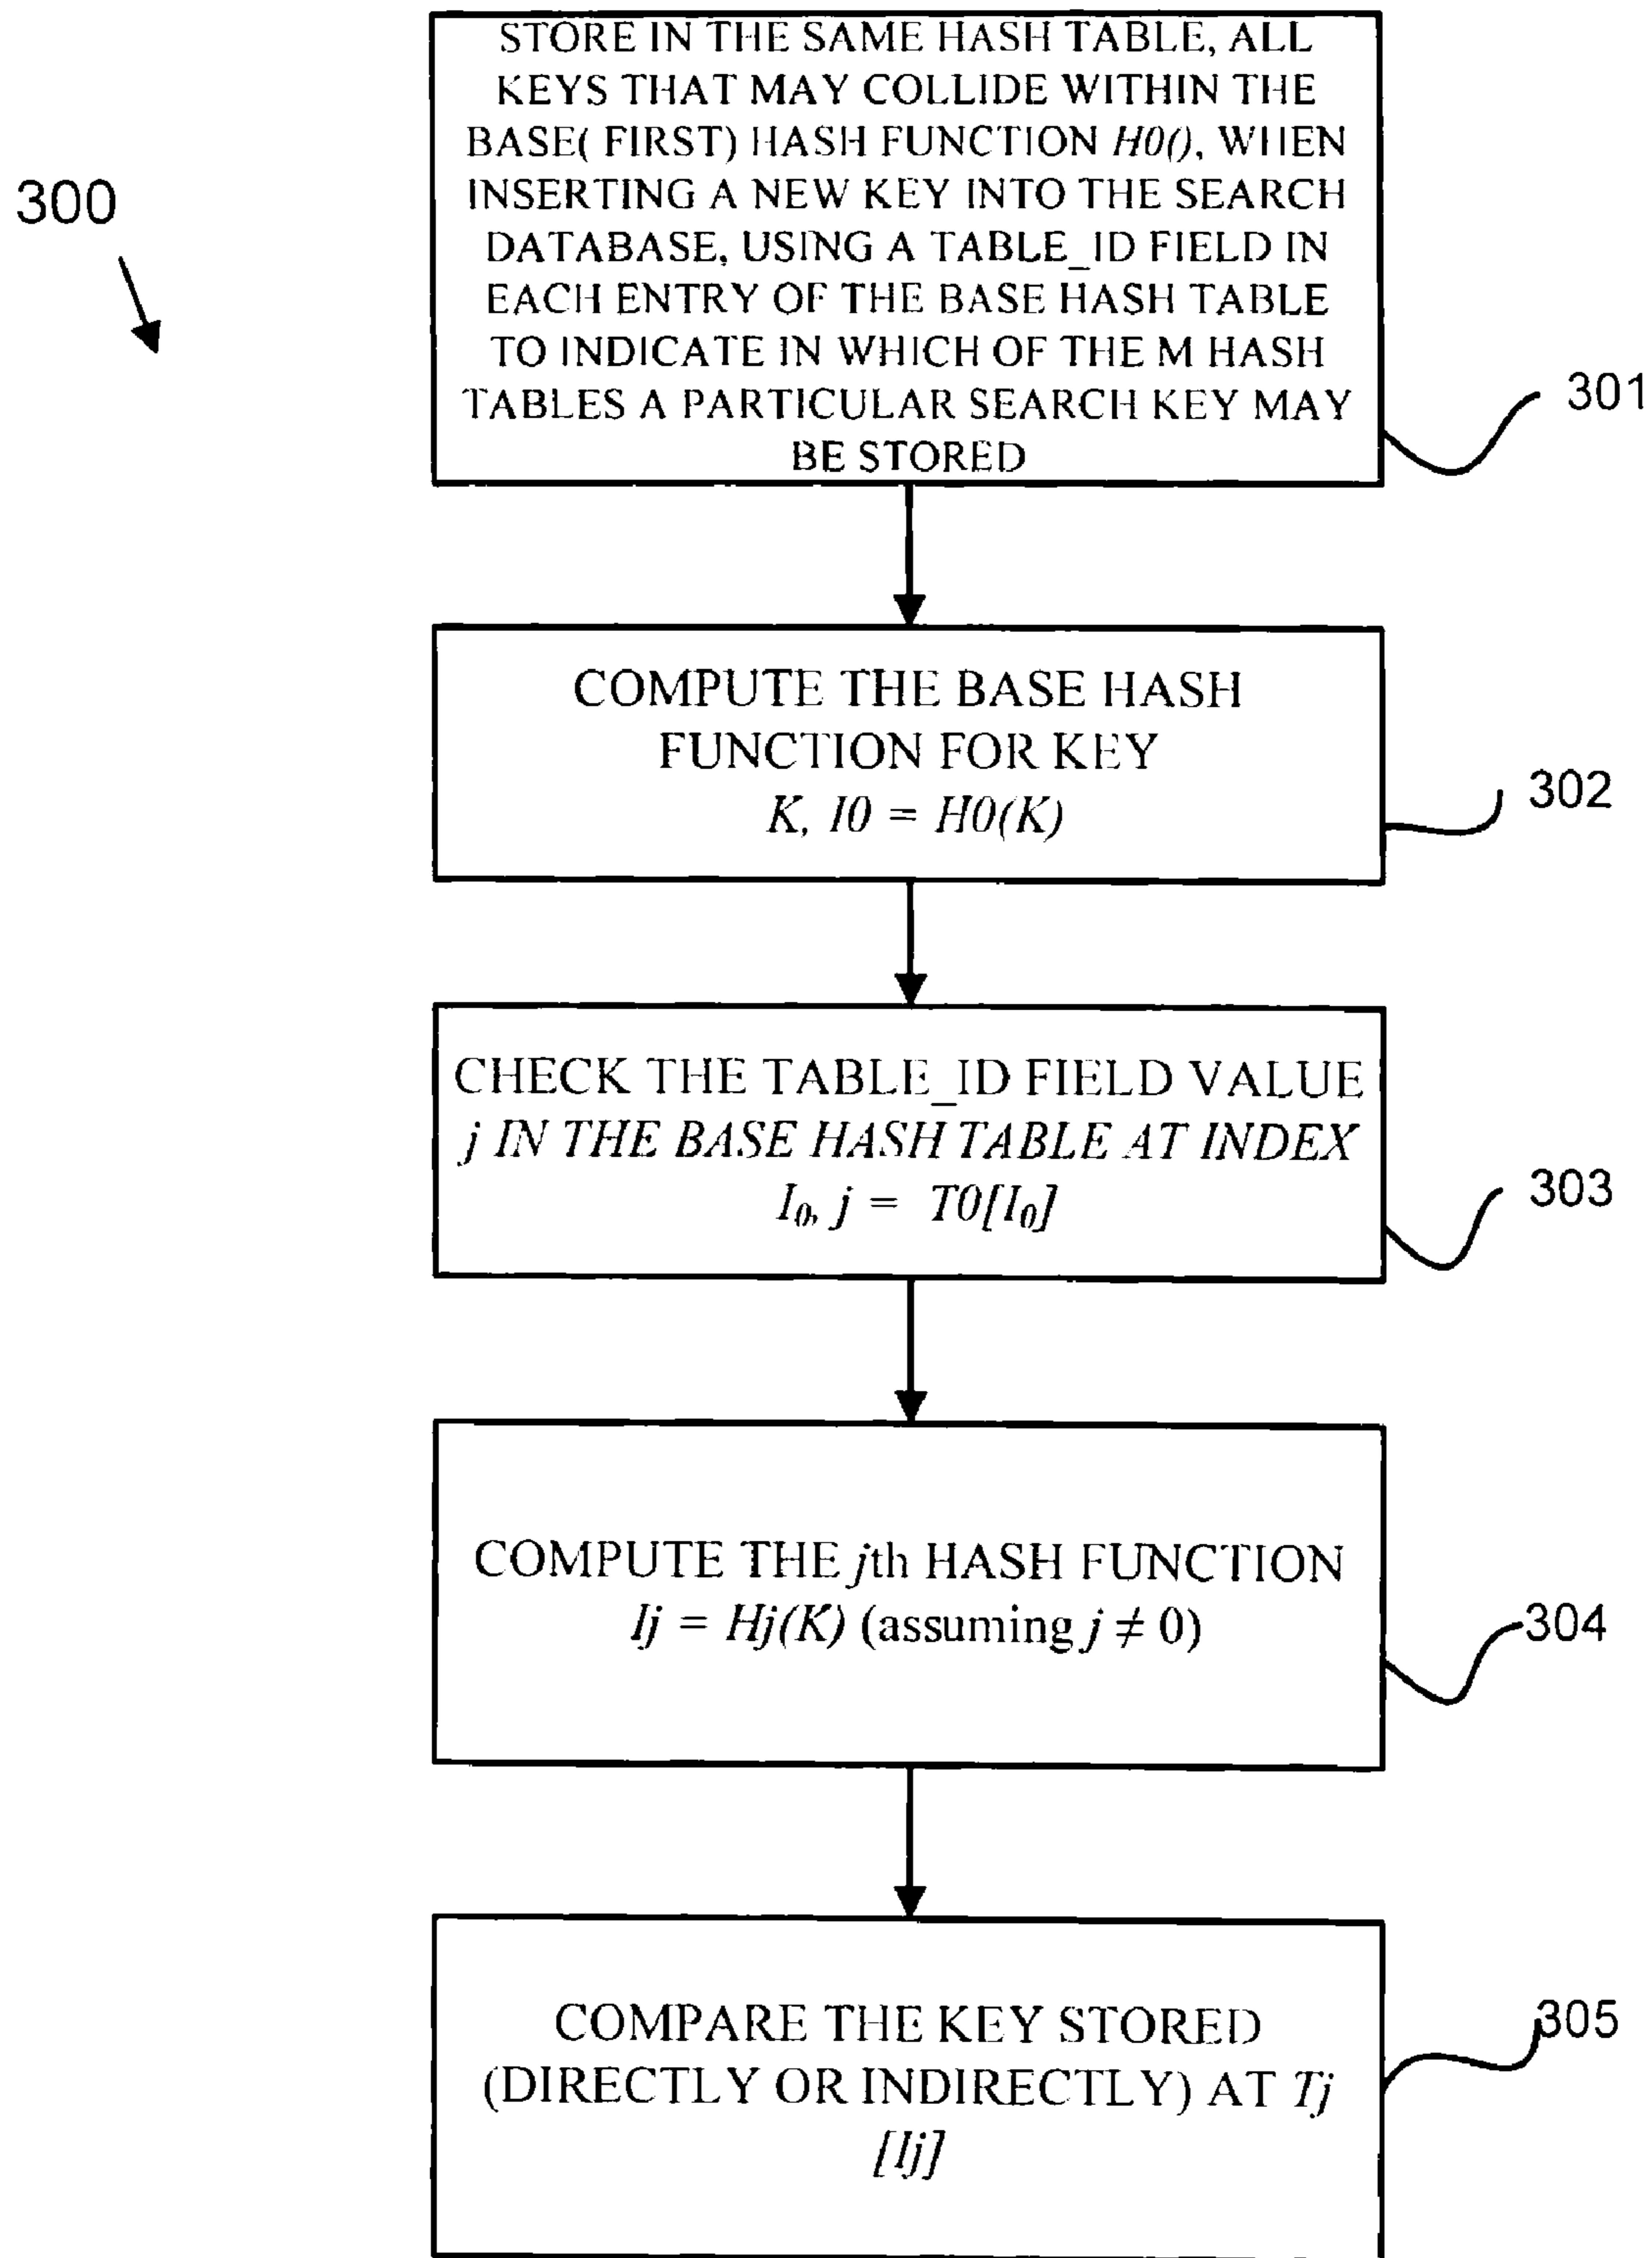 300
STORE IN THE SAME HASH TABLE, ALL
KEYS THAT MAY COLLIDE WITHIN THE
BASE( FIRST) HASH FUNCTION H0(), WHEN
INSERTING A NEW KEY INTO THE SEARCH
DATABASE, USING A TABLE_ID FIELD IN
EACH ENTRY OF THE BASE HASH TABLE
TO INDICATE IN WHICH OF THE M HASH
TABLES A PARTICULAR SEARCH KEY MAY
BE STORED
301
COMPUTE THE BASE HASH
FUNCTION FOR KEY
K, I0 = H0(K)
302
CHECK THE TABLE_ID FIELD VALUE
j IN THE BASE HASH TABLE AT INDEX
I₀, j = T0[I₀]
303
COMPUTE THE jth HASH FUNCTION
Ij = Hj(K) (assuming j ≠ 0)
304
COMPARE THE KEY STORED
(DIRECTLY OR INDIRECTLY) AT Tj
[Ij]
305